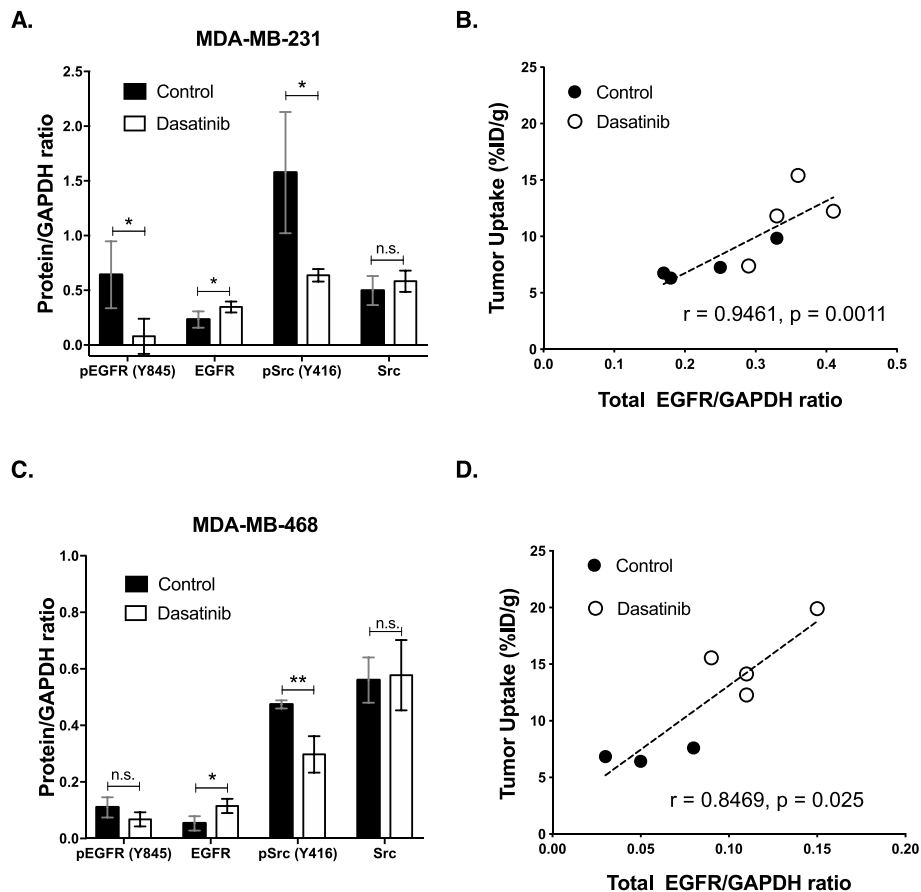 A.
MDA-MB-231
Protein/GAPDH ratio
2.5
2.0
1.5
1.0
0.5
0.0
Control
Dasatinib
*
*
*
n.s.
pEGFR (Y845)
EGFR
pSrc (Y416)
Src
B.
Tumor Uptake (%ID/g)
25
20
15
10
5
0
Control
Dasatinib
r = 0.9461, p = 0.0011
0.0
0.1
0.2
0.3
0.4
0.5
Total EGFR/GAPDH ratio
C.
MDA-MB-468
Protein/GAPDH ratio
1.0
0.8
0.6
0.4
0.2
0.0
Control
Dasatinib
n.s.
*
**
n.s.
pEGFR (Y845)
EGFR
pSrc (Y416)
Src
D.
Tumor Uptake (%ID/g)
25
20
15
10
5
0
Control
Dasatinib
r = 0.8469, p = 0.025
0.00
0.05
0.10
0.15
0.20
Total EGFR/GAPDH ratio